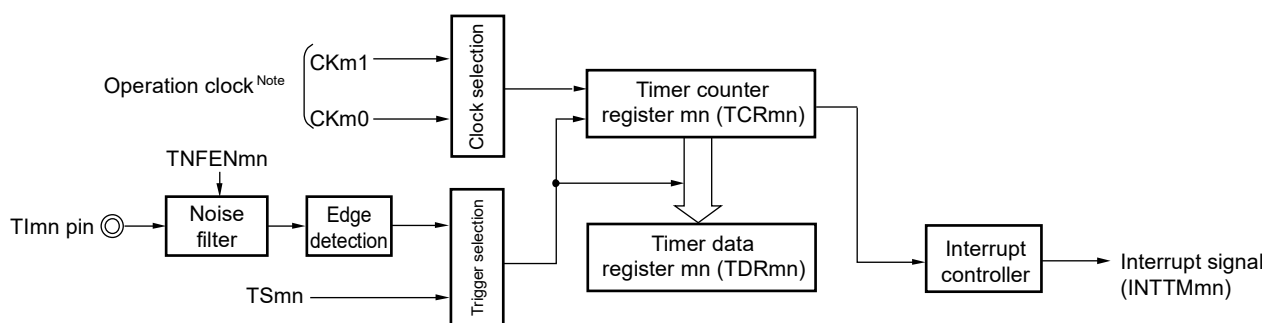 Operation clock Note
CKm1
CKm0
Clock selection
Timer counter
register mn (TCRmn)
TNFENmn
TImn pin
Noise
filter
Edge
detection
TSmn
Trigger selection
Timer data
register mn (TDRmn)
Interrupt
controller
Interrupt signal
(INTTMmn)